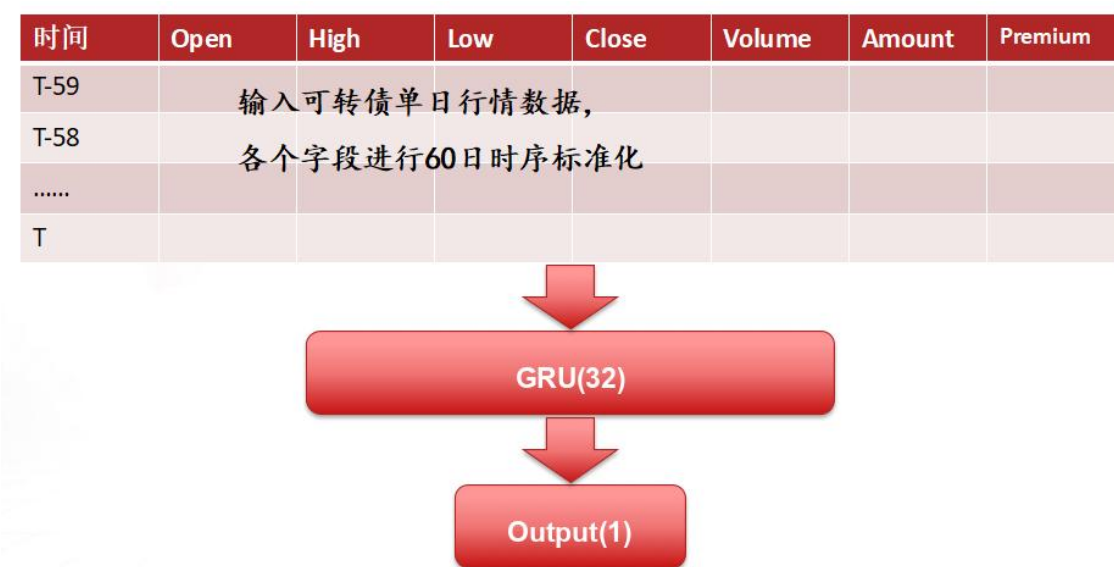 时间 Open High Low Close Volume Amount Premium
T-59
输入可转债单日行情数据，
T-58
各个字段进行60日时序标准化
......
T
GRU(32)
Output(1)